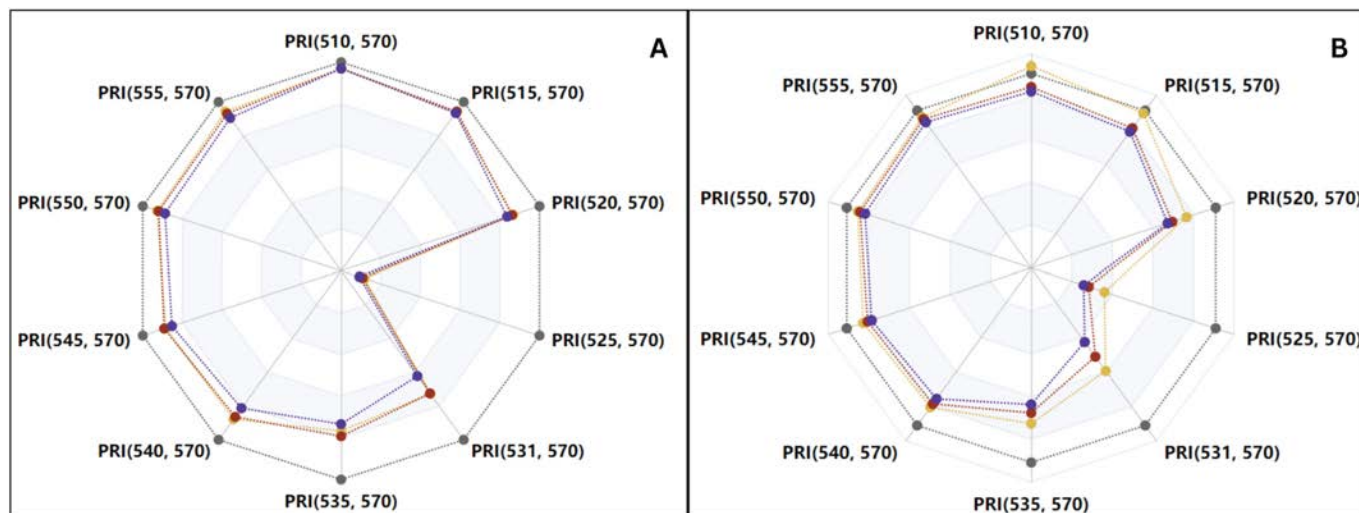 PRI(510, 570)
A
PRI(555, 570)
PRI(515, 570)
PRI(550, 570)
PRI(520, 570)
PRI(545, 570)
PRI(525, 570)
PRI(540, 570)
PRI(531, 570)
PRI(535, 570)
PRI(510, 570)
B
PRI(555, 570)
PRI(515, 570)
PRI(550, 570)
PRI(520, 570)
PRI(545, 570)
PRI(525, 570)
PRI(540, 570)
PRI(531, 570)
PRI(535, 570)